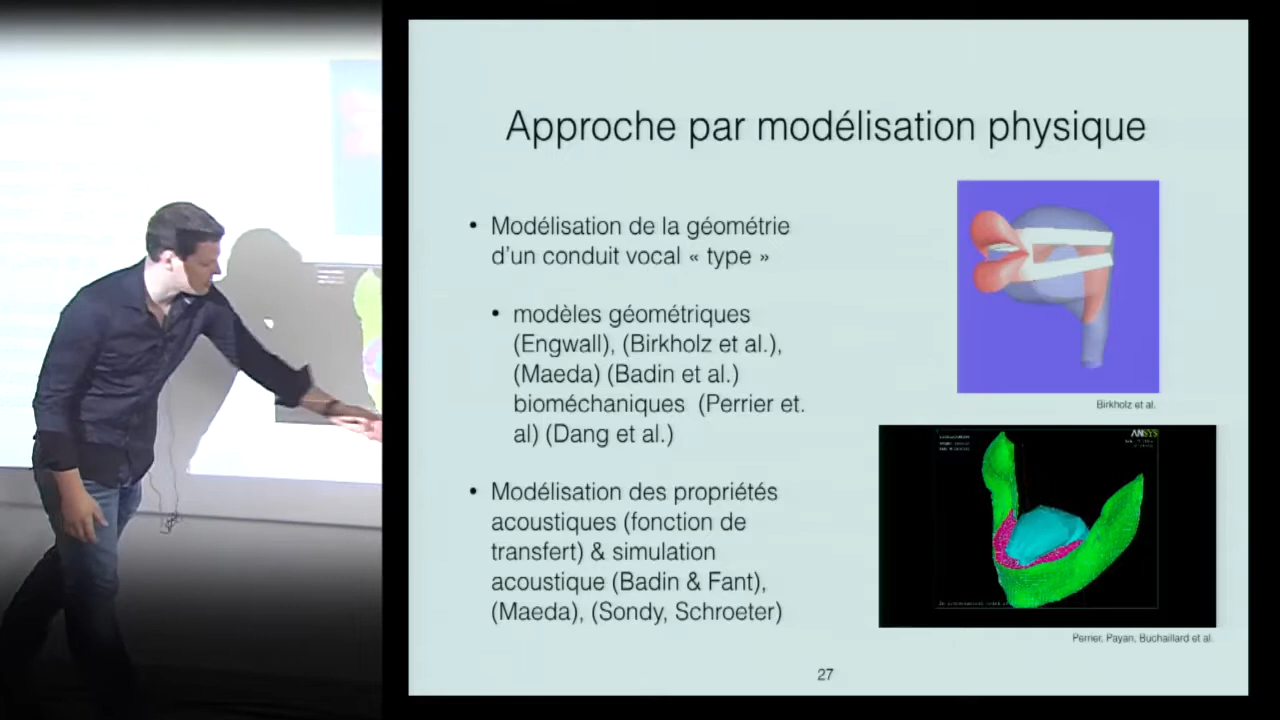 Approche par modélisation physique
• Modélisation de la géométrie
d'un conduit vocal « type »
• modèles géométriques
(Engwall), (Birkholz et al.),
(Maeda) (Badin et al.)
bioméchaniques (Perrier et.
al) (Dang et al.)
• Modélisation des propriétés
acoustiques (fonction de
transfert) & simulation
acoustique (Badin & Fant),
(Maeda), (Sondy, Schroeter)
Birkholz et al.
ANSYS
Perrier, Payan, Buchaillard et al.
27